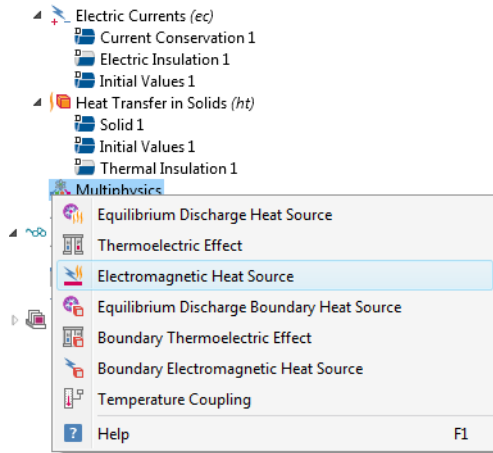 Electric Currents (ec)
Current Conservation 1
Electric Insulation 1
Initial Values 1
Heat Transfer in Solids (ht)
Solid 1
Initial Values 1
Thermal Insulation 1
Multiphysics
Equilibrium Discharge Heat Source
Thermoelectric Effect
Electromagnetic Heat Source
Equilibrium Discharge Boundary Heat Source
Boundary Thermoelectric Effect
Boundary Electromagnetic Heat Source
Temperature Coupling
Help F1